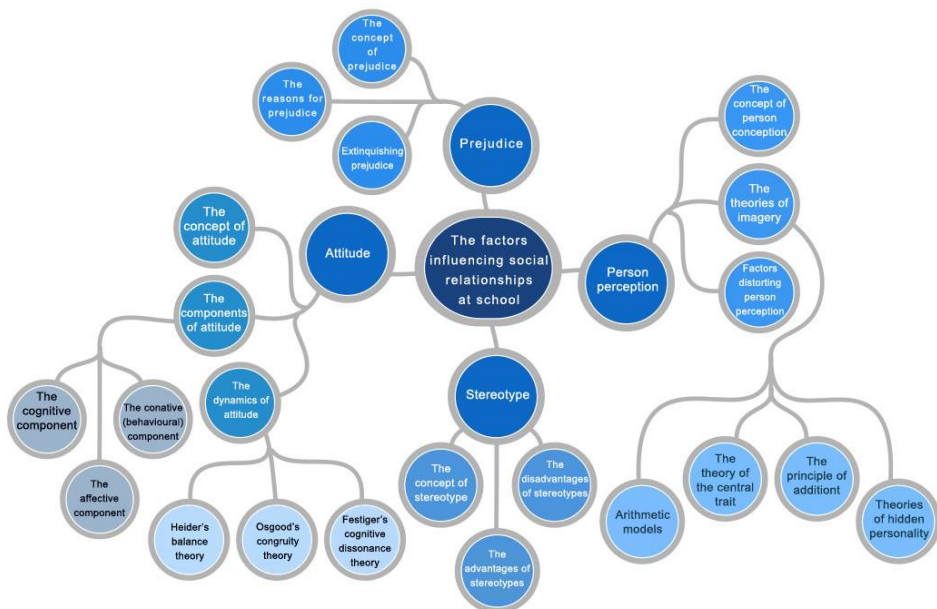 The
concept
of
prejudice
The
reasons for
prejudice
Extinguishing
prejudice
Prejudice
The
concept of
person
conception
The
theories of
imagery
Factors
distorting
person
perception
Person
perception
The factors
influencing social
relationships
at school
Attitude
The
concept of
attitude
The
components
of attitude
The
dynamics of
attitude
The
cognitive
component
The conative
(behavioural)
component
The
affective
component
Heider's
balance
theory
Osgood's
congruity
theory
Festiger's
cognitive
dissonance
theory
Stereotype
The
concept of
stereotype
The
disadvantages
of stereotypes
The
advantages of
stereotypes
Arithmetic
models
The
theory of
the central
trait
The
principle of
additiont
Theories
of hidden
personality